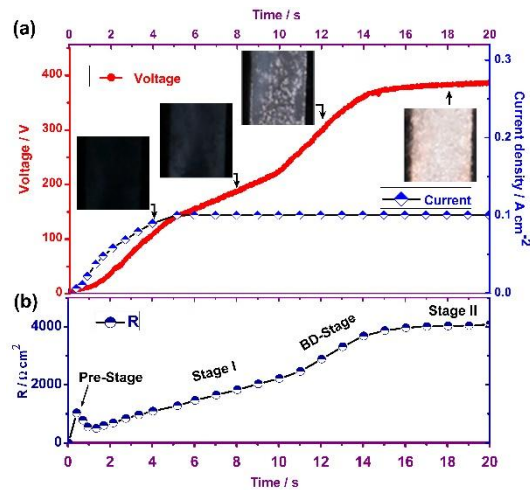 Time / s
0 2 4 6 8 10 12 14 16 18 20
(a)
Voltage
Voltage / V
400
300
200
150
0
Current density / A cm-2
0.3
0.2
0.1
0.0
Current
(b)
R
R / Ω cm²
4000
2000
0
Pre-Stage
Stage I
BD-Stage
Stage II
0 2 4 6 8 10 12 14 16 18 20
Time / s